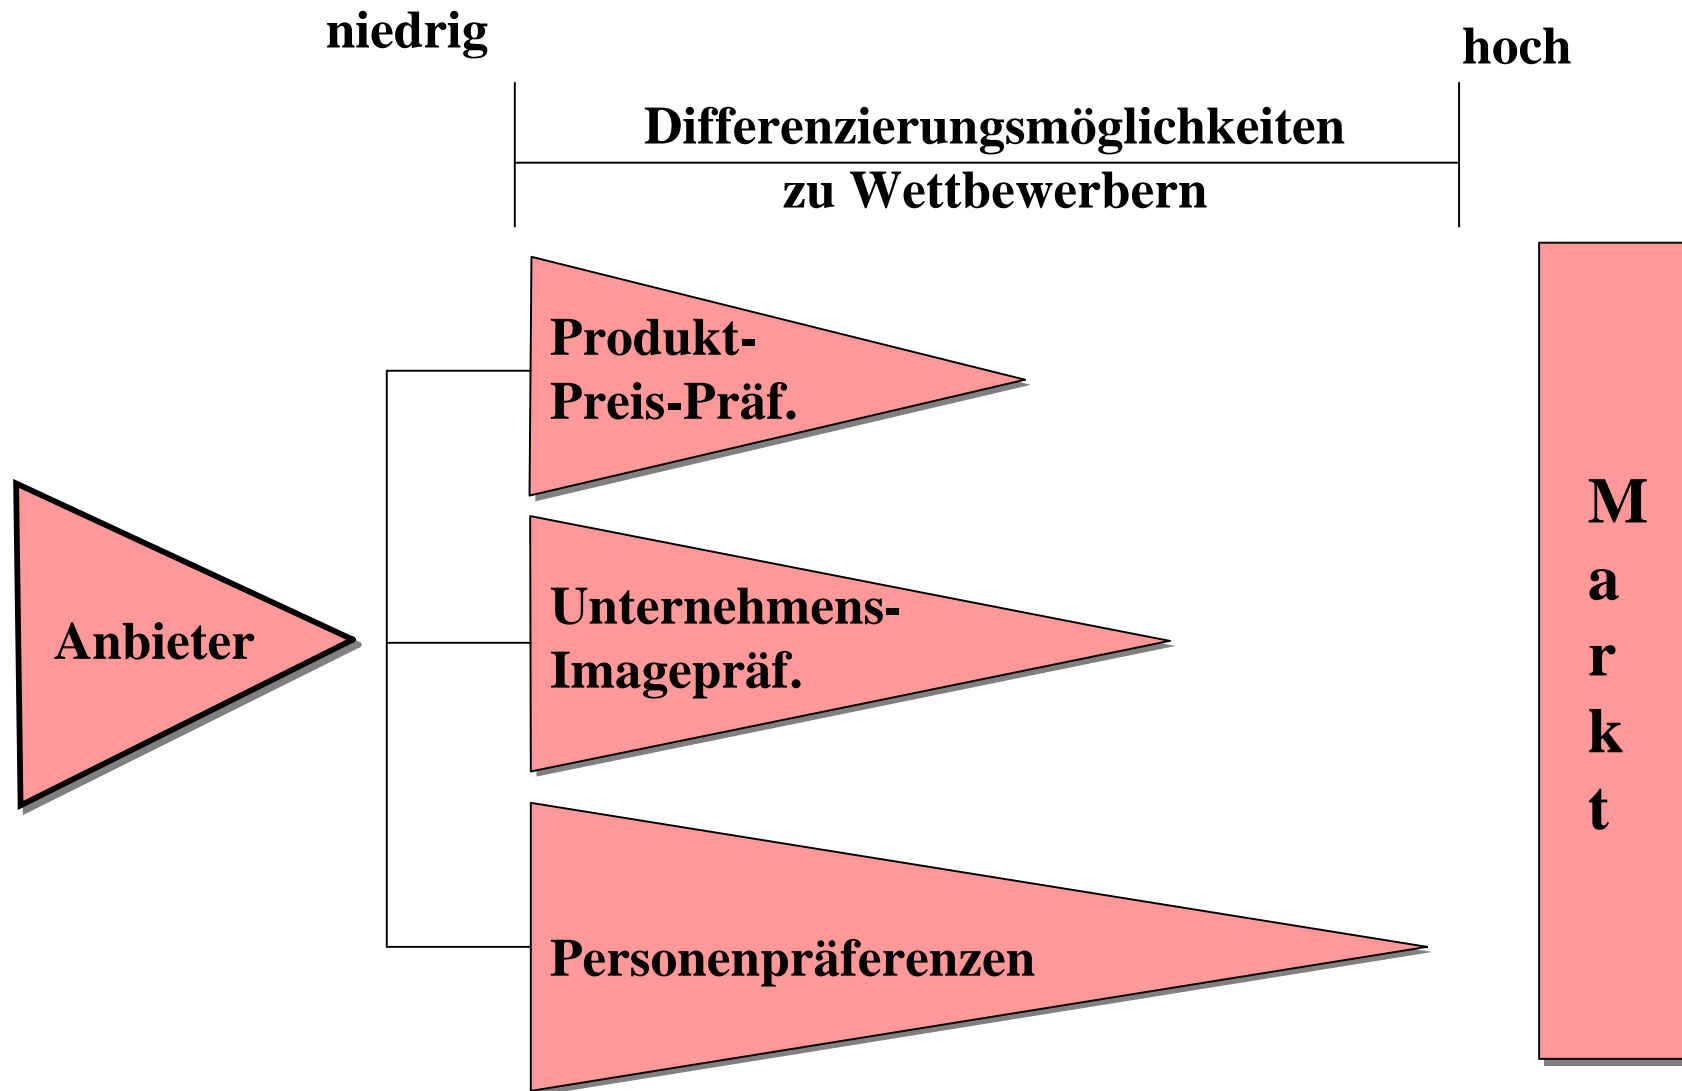 niedrig
hoch
Differenzierungsmöglichkeiten
zu Wettbewerbern
Produkt-
Preis-Präf.
Unternehmens-
Imagepräf.
Anbieter
Personenpräferenzen
M
a
r
k
t